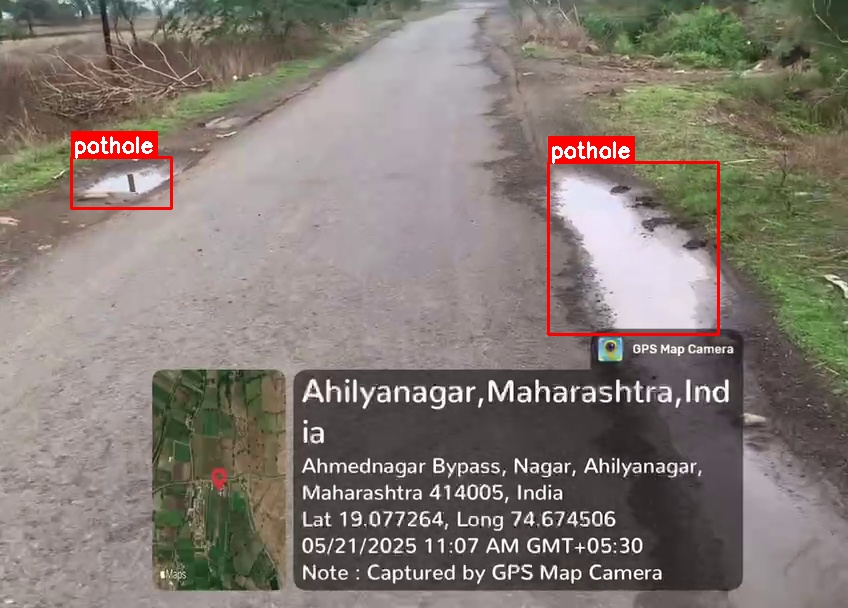 pothole
pothole
GPS Map Camera
Ahilyanagar,Maharashtra,Ind
ia
Ahmednagar Bypass, Nagar, Ahilyanagar,
Maharashtra 414005, India
Lat 19.077264, Long 74.674506
05/21/2025 11:07 AM GMT+05:30
Note : Captured by GPS Map Camera
Maps